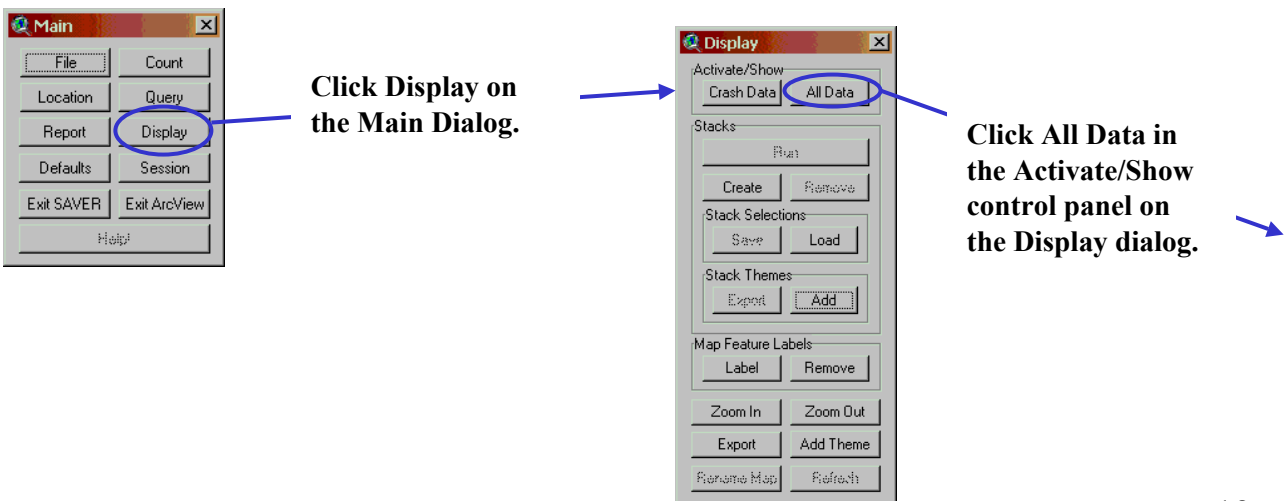 Main
File Count
Location Query
Report Display
Defaults Session
Exit SAVER Exit ArcView
Help!
Click Display on
the Main Dialog.
Display
Activate/Show
Crash Data All Data
Stacks
Run
Create Remove
Stack Selections
Save Load
Stack Themes
Export Add
Map Feature Labels
Label Remove
Zoom In Zoom Out
Export Add Theme
Rename Map Refresh
Click All Data in
the Activate/Show
control panel on
the Display dialog.